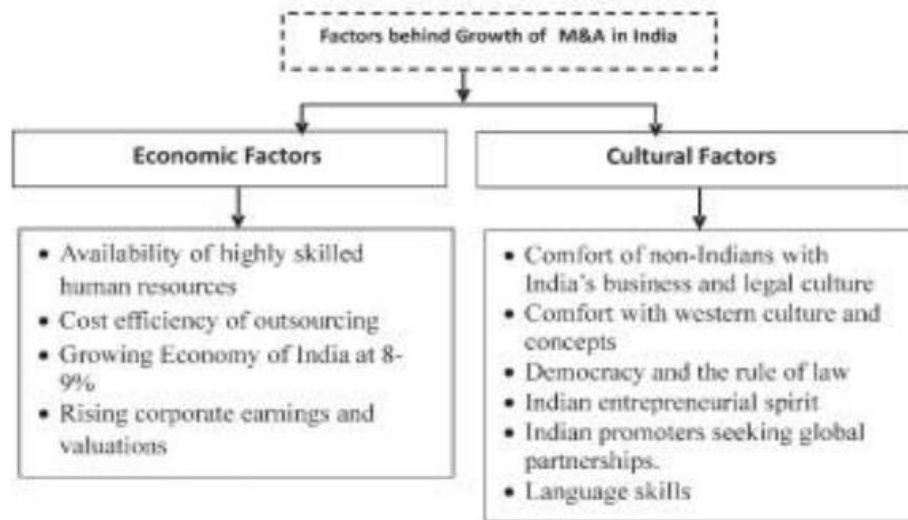 Factors behind Growth of M&A in India
Economic Factors
• Availability of highly skilled
human resources
• Cost efficiency of outsourcing
• Growing Economy of India at 8-
9%
• Rising corporate earnings and
valuations
Cultural Factors
• Comfort of non-Indians with
India's business and legal culture
• Comfort with western culture and
concepts
• Democracy and the rule of law
• Indian entrepreneurial spirit
• Indian promoters seeking global
partnerships.
• Language skills